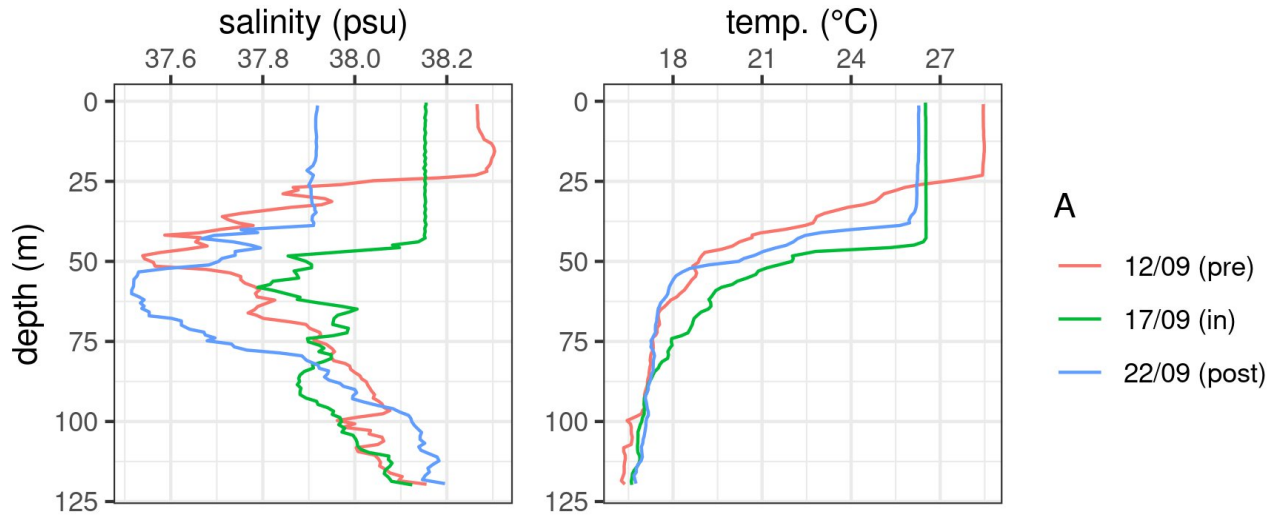 salinity (psu)
37.6 37.8 38.0 38.2
temp. (°C)
18 21 24 27
depth (m)
0
25
50
75
100
125
0
25
50
75
100
125
A
12/09 (pre)
17/09 (in)
22/09 (post)